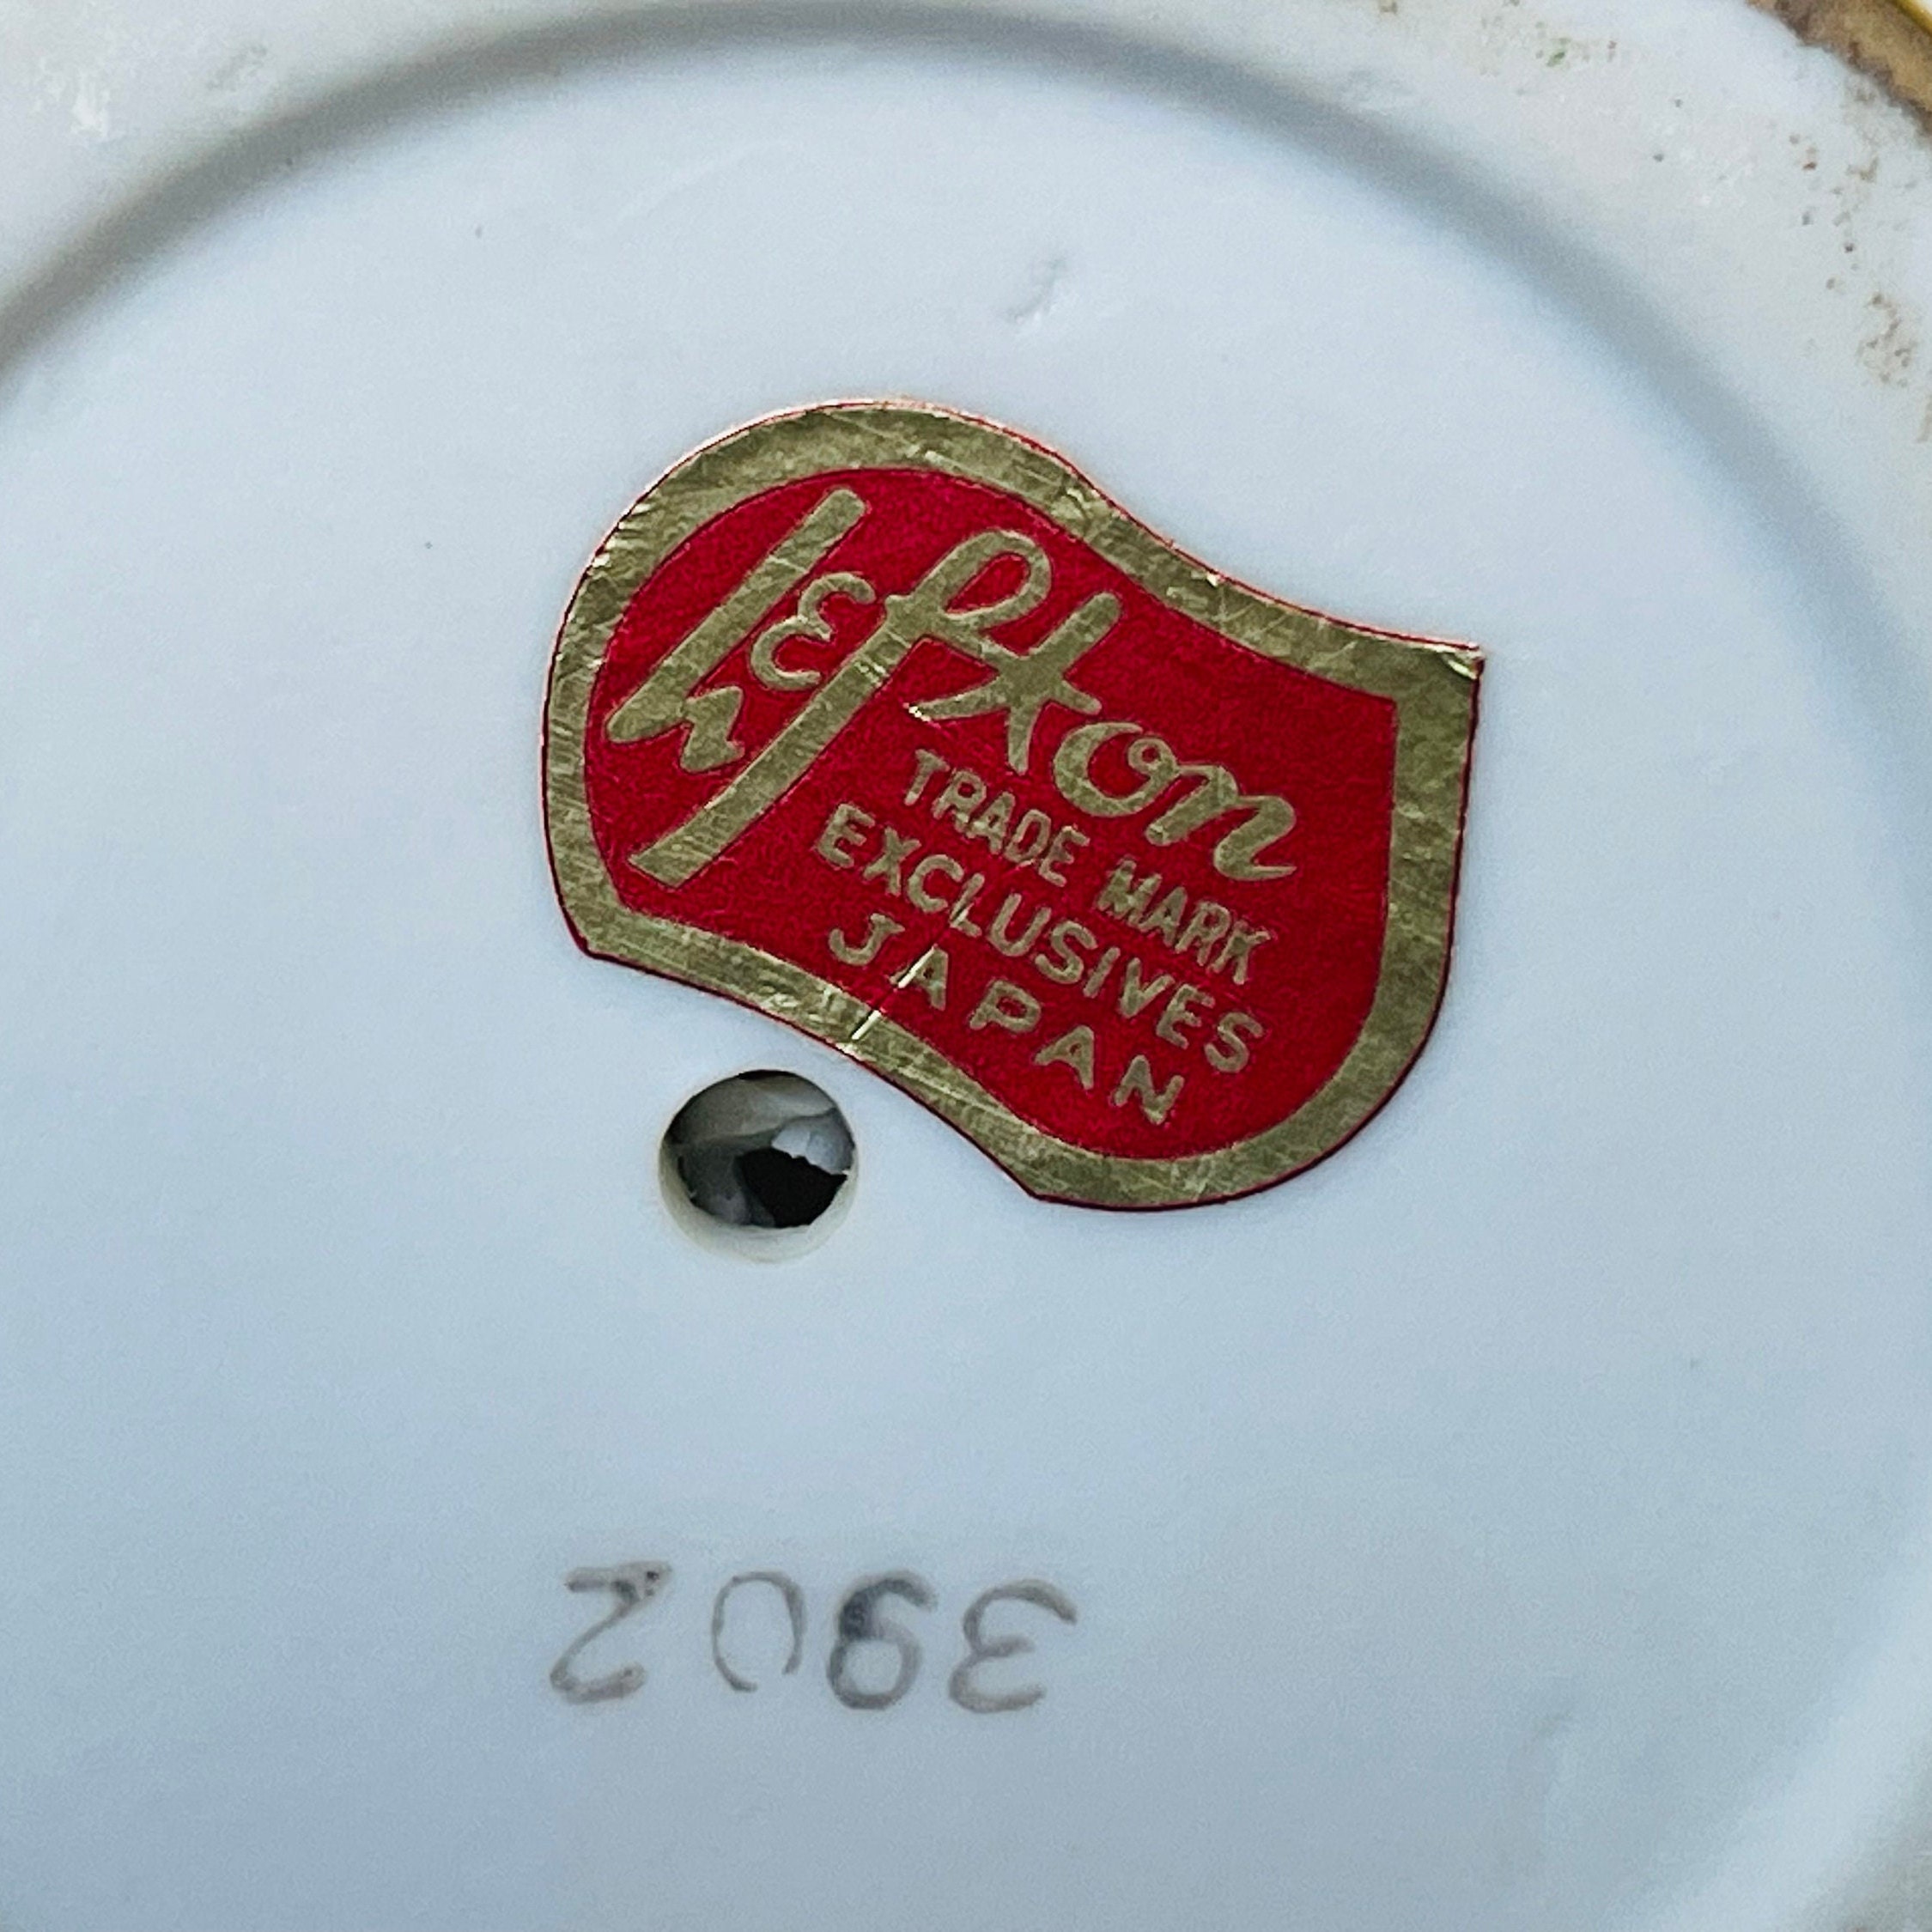 Lefton
TRADE MARK
EXCLUSIVES
JAPAN
3902